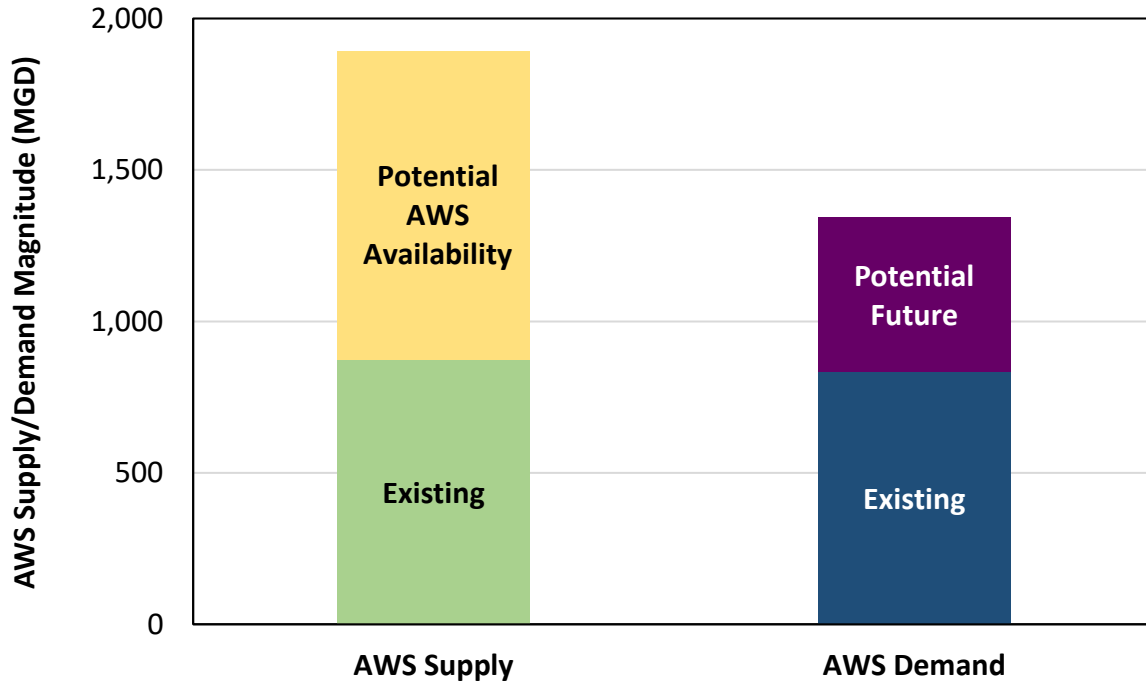 AWS Supply/Demand Magnitude (MGD)
2,000
1,500
1,000
500
0
Potential
AWS
Availability
Existing
Potential
Future
Existing
AWS Supply
AWS Demand